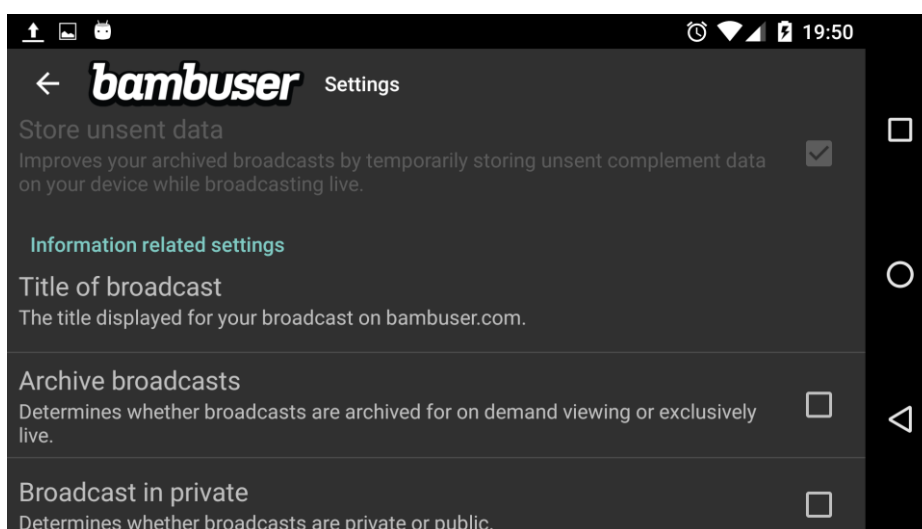 19:50
bambuser Settings
Store unsent data
Improves your archived broadcasts by temporarily storing unsent complement data
on your device while broadcasting live.
Information related settings
Title of broadcast
The title displayed for your broadcast on bambuser.com.
Archive broadcasts
Determines whether broadcasts are archived for on demand viewing or exclusively
live.
Broadcast in private
Determines whether broadcasts are private or public.